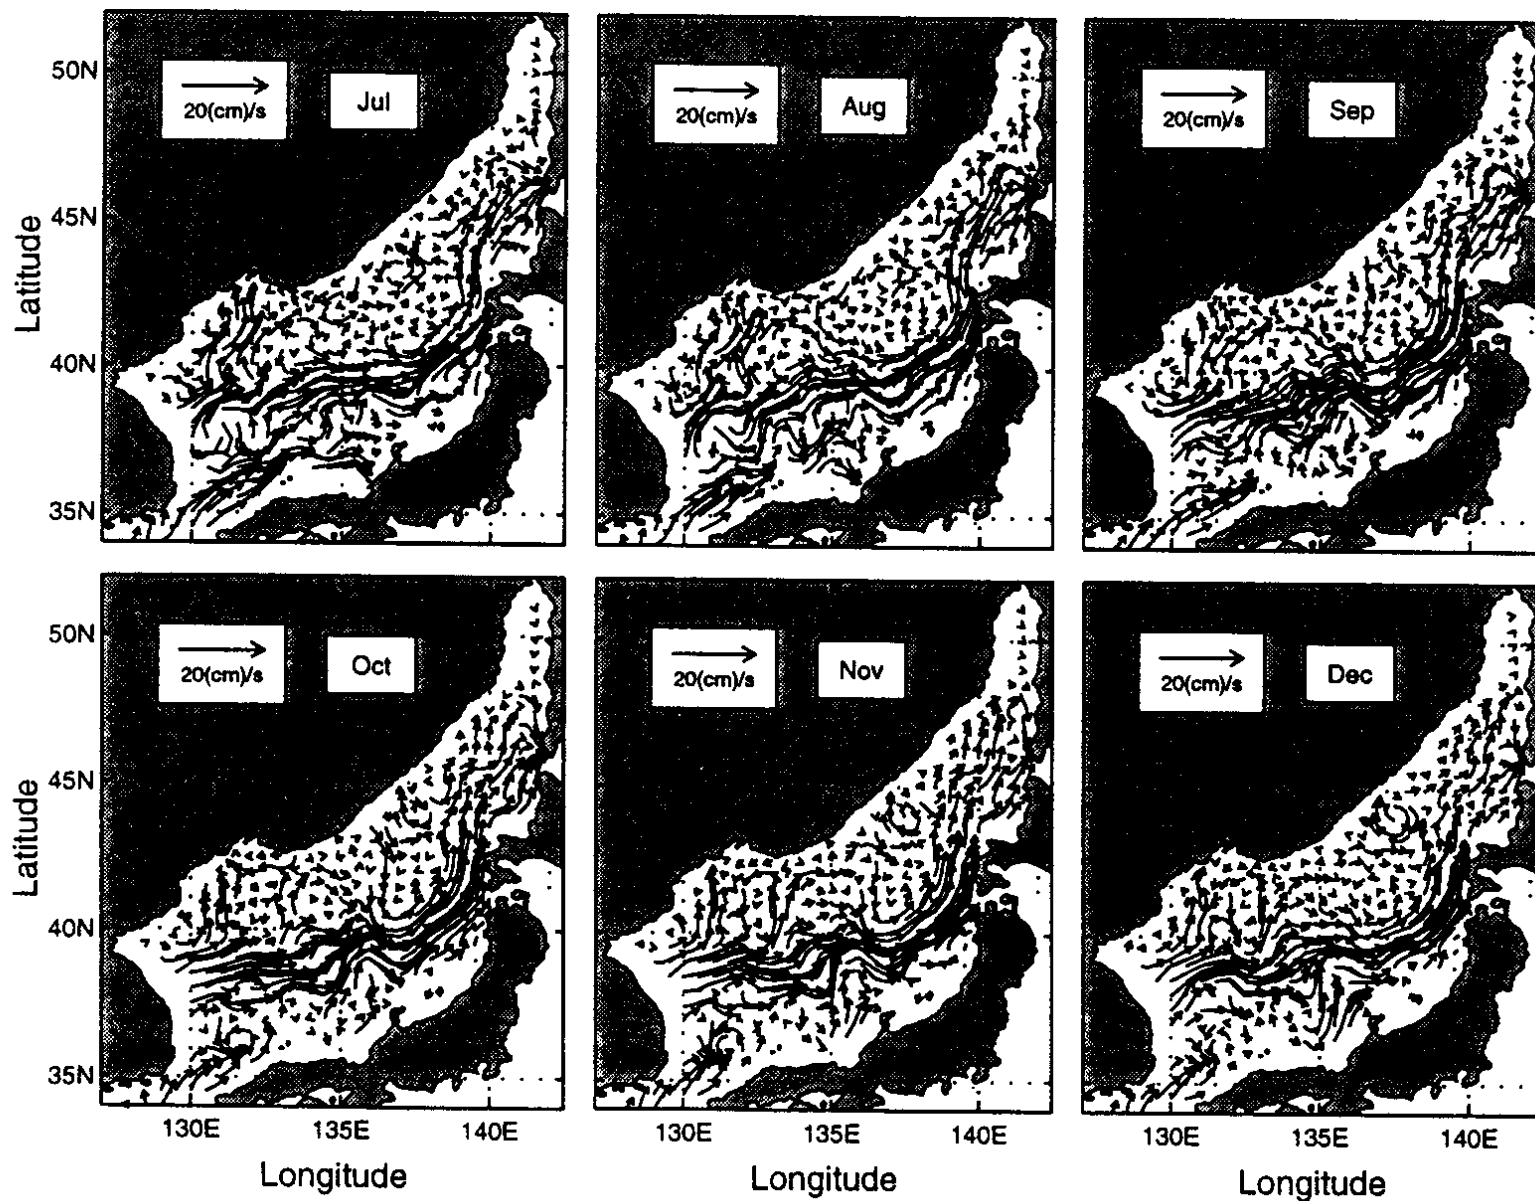 50N
45N
40N
35N
Latitude
20(cm)/s
Jul
20(cm)/s
Aug
20(cm)/s
Sep
50N
45N
40N
35N
Latitude
20(cm)/s
Oct
20(cm)/s
Nov
20(cm)/s
Dec
130E 135E 140E
130E 135E 140E
130E 135E 140E
Longitude
Longitude
Longitude